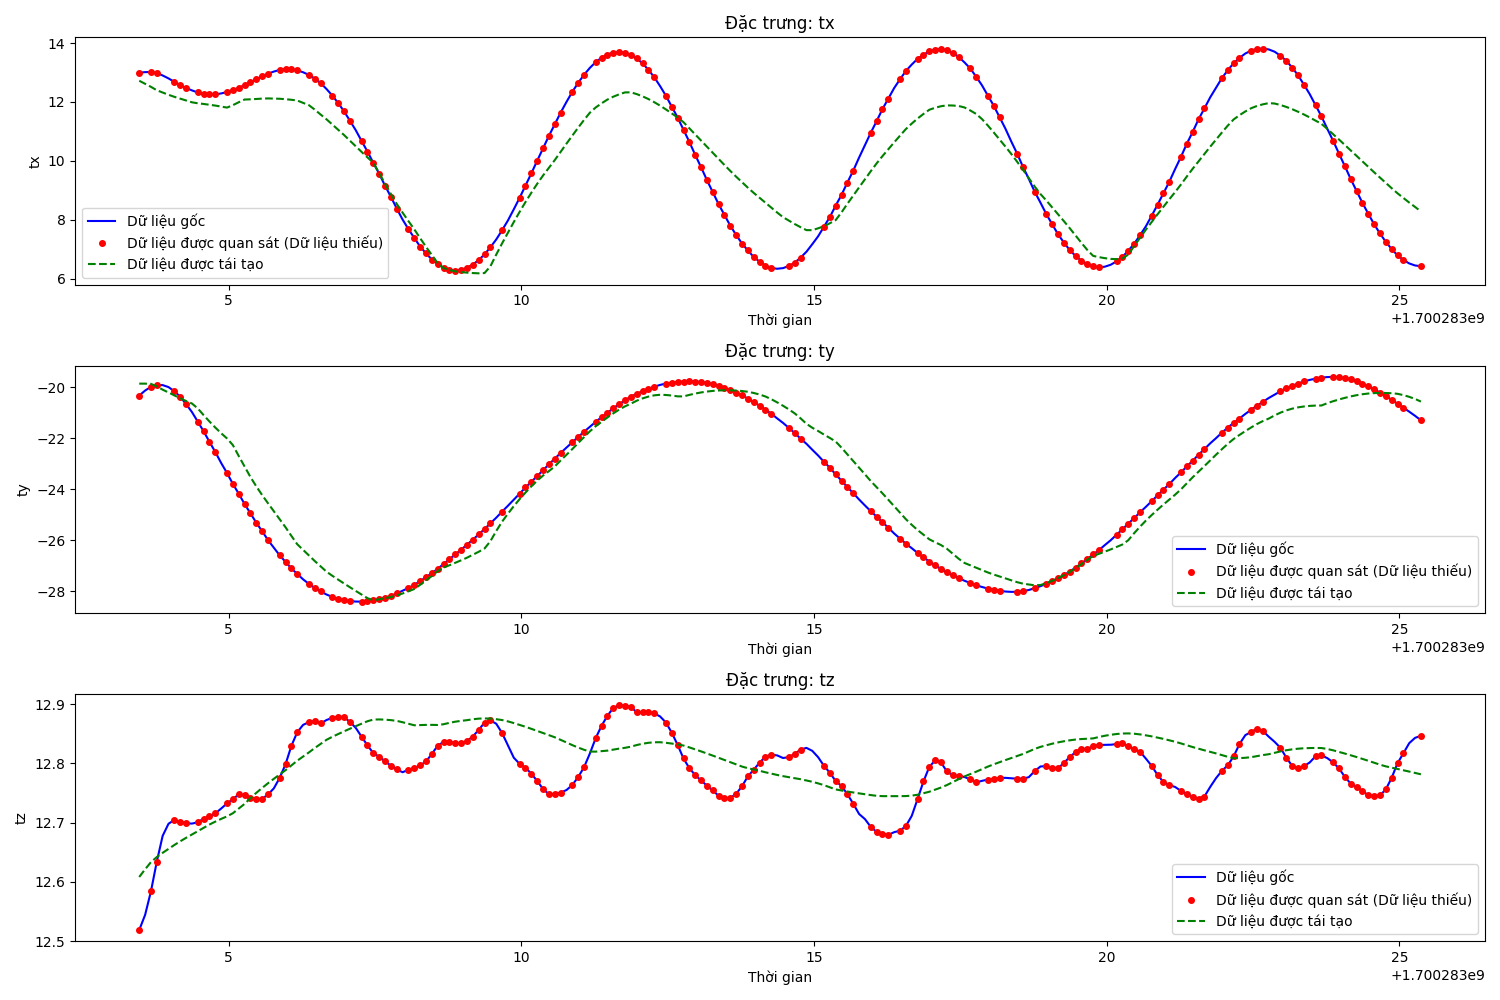 Đặc trưng: tx
14
12
10
8
6
tx
Dữ liệu gốc
Dữ liệu được quan sát (Dữ liệu thiếu)
Dữ liệu được tái tạo
5
10
15
20
25
Thời gian
+1.700283e9
Đặc trưng: ty
−20
−22
−24
−26
−28
ty
Dữ liệu gốc
Dữ liệu được quan sát (Dữ liệu thiếu)
Dữ liệu được tái tạo
5
10
15
20
25
Thời gian
+1.700283e9
Đặc trưng: tz
12.9
12.8
12.7
12.6
12.5
tz
Dữ liệu gốc
Dữ liệu được quan sát (Dữ liệu thiếu)
Dữ liệu được tái tạo
5
10
15
20
25
Thời gian
+1.700283e9